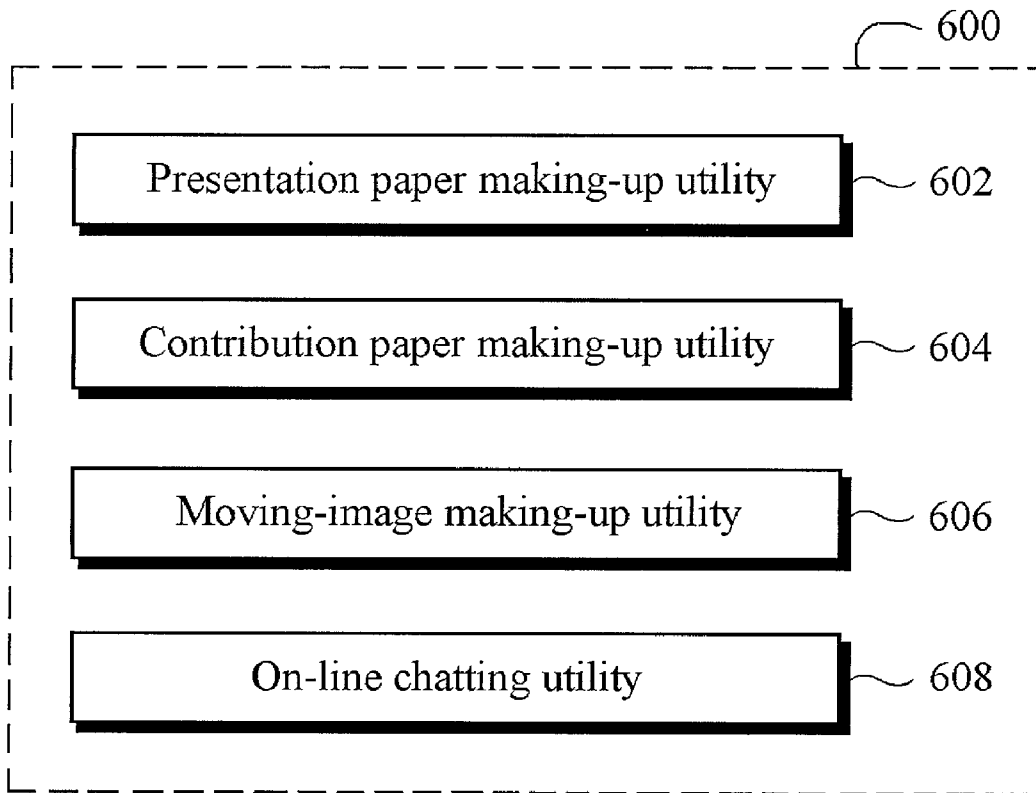 600
Presentation paper making-up utility 602
Contribution paper making-up utility 604
Moving-image making-up utility 606
On-line chatting utility 608